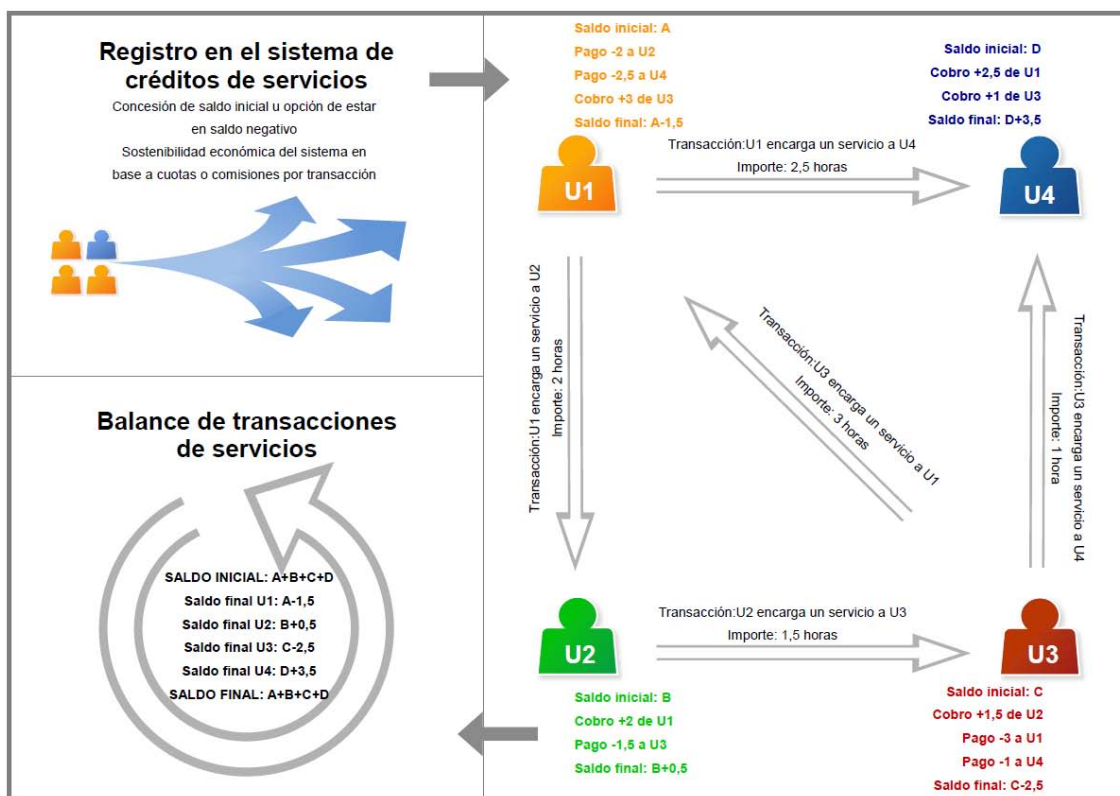 Registro en el sistema de
créditos de servicios
Concesión de saldo inicial u opción de estar
en saldo negativo
Sostenibilidad económica del sistema en
base a cuotas o comisiones por transacción
Saldo inicial: A
Pago -2 a U2
Pago -2,5 a U4
Cobro +3 de U3
Saldo final: A-1,5
U1
Saldo inicial: D
Cobro +2,5 de U1
Cobro +1 de U3
Saldo final: D+3,5
U4
Transacción:U1 encarga un servicio a U4
Importe: 2,5 horas
Transacción:U1 encarga un servicio a U2
Importe: 2 horas
Transacción:U3 encarga un servicio a U1
Importe: 3 horas
Transacción:U3 encarga un servicio a U4
Importe: 1 hora
Transacción:U2 encarga un servicio a U3
Importe: 1,5 horas
U2
Saldo inicial: B
Cobro +2 de U1
Pago -1,5 a U3
Saldo final: B+0,5
U3
Saldo inicial: C
Cobro +1,5 de U2
Pago -3 a U1
Pago -1 a U4
Saldo final: C-2,5
Balance de transacciones
de servicios
SALDO INICIAL: A+B+C+D
Saldo final U1: A-1,5
Saldo final U2: B+0,5
Saldo final U3: C-2,5
Saldo final U4: D+3,5
SALDO FINAL: A+B+C+D